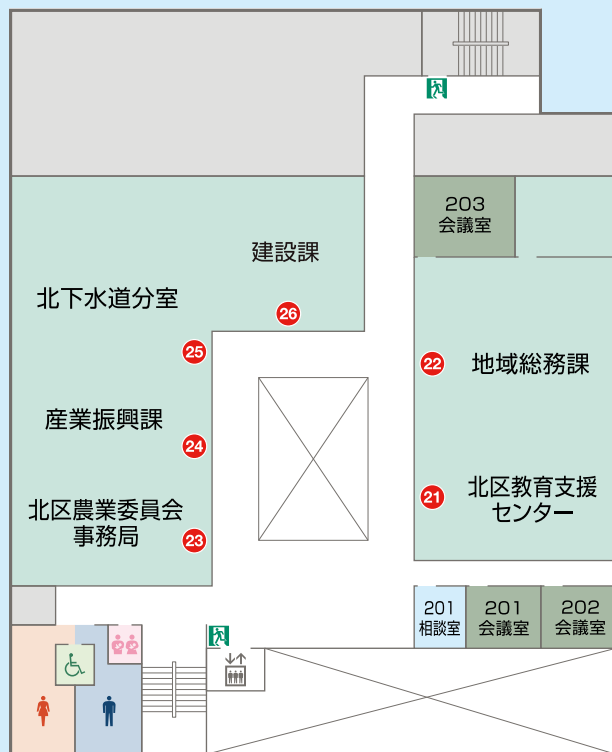 203
会議室
建設課
26
北下水道分室
25
22
地域総務課
産業振興課
24
21
北区教育支援
センター
北区農業委員会
事務局
23
201
相談室
201
会議室
202
会議室